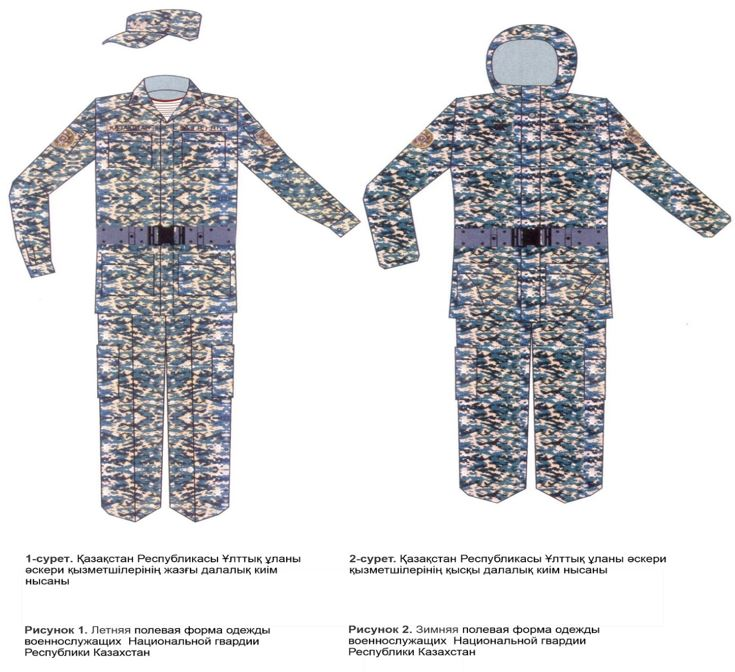 1-сурет. Қазақстан Республикасы Ұлттық ұланы
әскери қызметшілерінің жазғы далалық киім
нысаны
Рисунок 1. Летняя полевая форма одежды
военнослужащих Национальной гвардии
Республики Казахстан
2-сурет. Қазақстан Республикасы Ұлттық ұланы әскери
қызметшілерінің қысқы далалық киім нысаны
Рисунок 2. Зимняя полевая форма одежды
военнослужащих Национальной гвардии
Республики Казахстан